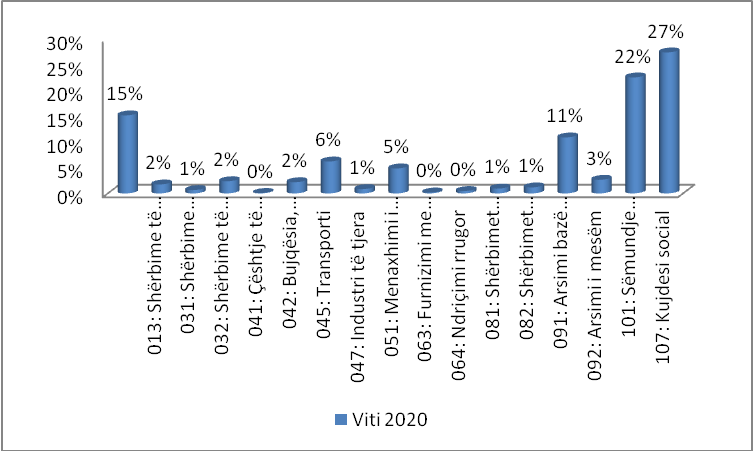 30%
25%
20%
15%
10%
5%
0%
15%
2%
1%
2%
0%
2%
6%
1%
5%
0%
0%
1%
1%
11%
3%
22%
27%
013: Shërbime të…
031: Shërbime…
032: Shërbime të…
041: Çështje të…
042: Bujqësia,…
045: Transporti
047: Industri të tjera
051: Menaxhimi i…
063: Furnizimi me…
064: Ndriçimi rrugor
081: Shërbimet…
082: Shërbimet…
091: Arsimi bazë…
092: Arsimi i mesëm
101: Sëmundje…
107: Kujdesi social
Viti 2020